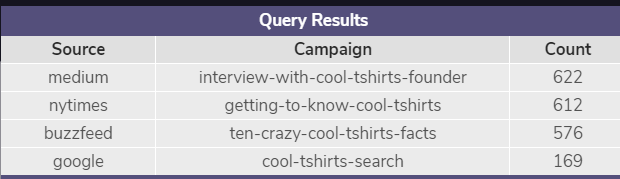 Query Results
Source Campaign Count
medium interview-with-cool-tshirts-founder 622
nytimes getting-to-know-cool-tshirts 612
buzzfeed ten-crazy-cool-tshirts-facts 576
google cool-tshirts-search 169